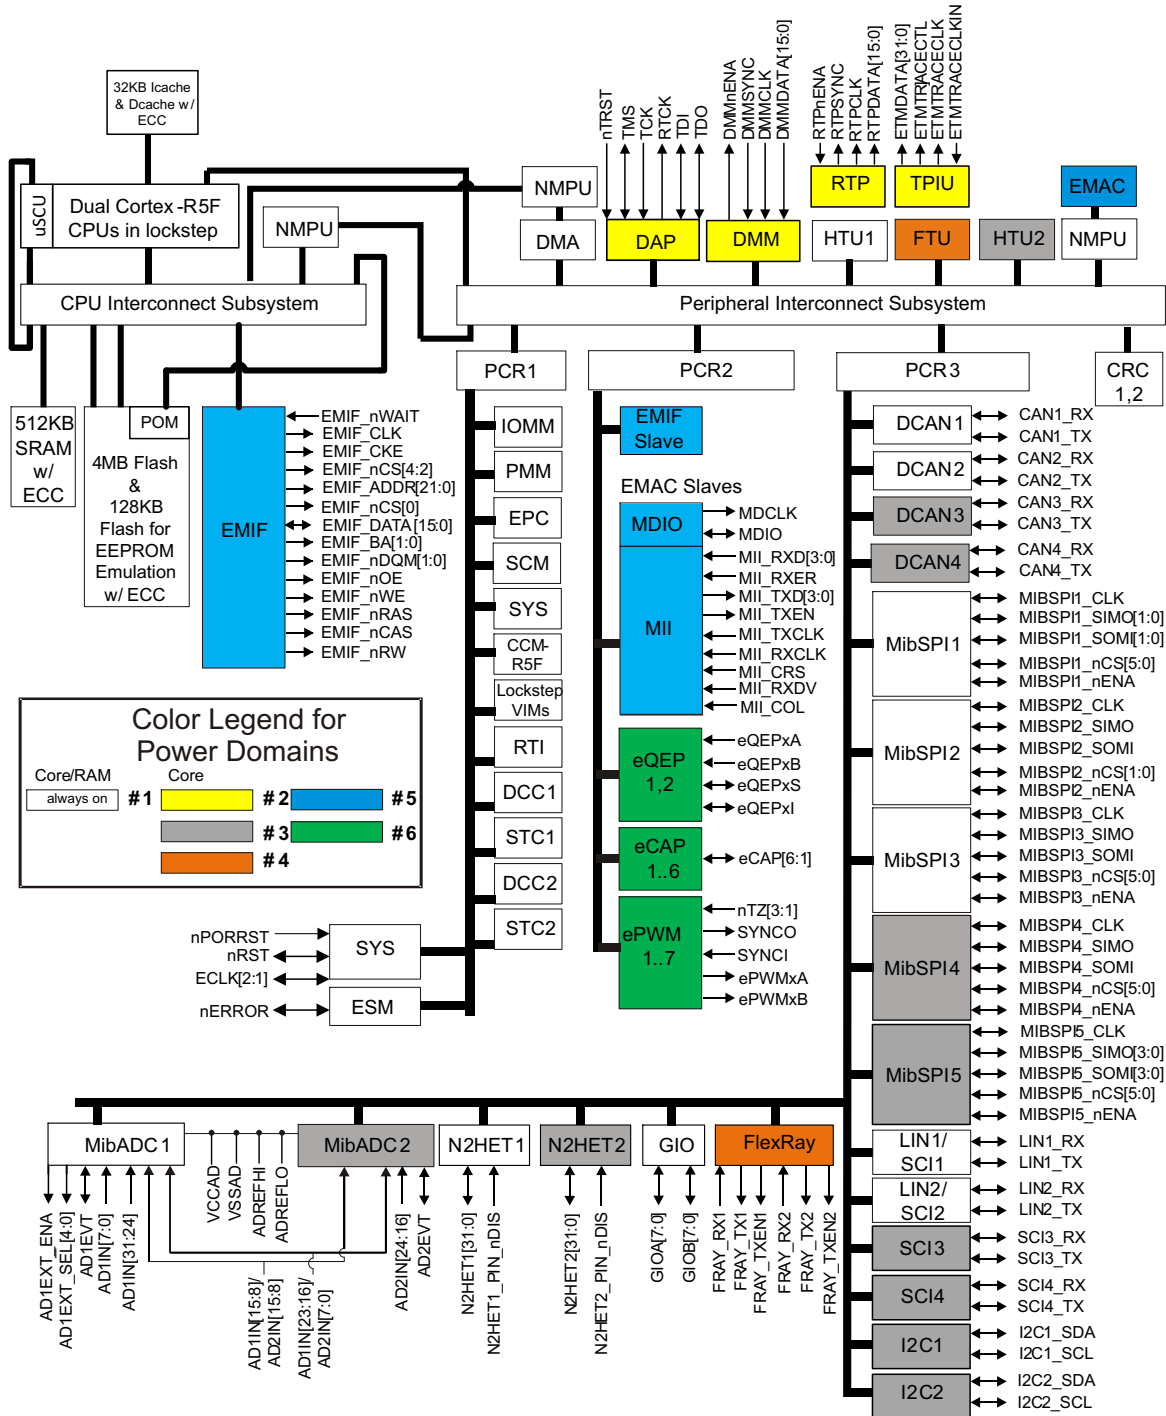 32KB Icache
& Dcache w/
ECC
uSCU
Dual Cortex-R5F
CPUs in lockstep
NMPU
NMPU
DMA
nTRST
TMS
TCK
RTCK
TDI
TDO
DAP
DMMnENA
DMMSYNC
DMMCLK
DMMDATA[15:0]
DMM
RTPnENA
RTPSYNC
RTPCLK
RTPDATA[15:0]
RTP
HTU1
ETMDATA[31:0]
ETMTRACECTL
ETMTRACECLK
ETMTRACECLKIN
TPIU
FTU
HTU2
EMAC
NMPU
CPU Interconnect Subsystem
Peripheral Interconnect Subsystem
PCR1
PCR2
PCR3
CRC
1,2
512KB
SRAM
w/
ECC
POM
4MB Flash
&
128KB
Flash for
EEPROM
Emulation
w/ ECC
EMIF
EMIF_nWAIT
EMIF_CLK
EMIF_CKE
EMIF_nCS[4:2]
EMIF_ADDR[21:0]
EMIF_nCS[0]
EMIF_DATA[15:0]
EMIF_BA[1:0]
EMIF_nDQM[1:0]
EMIF_nOE
EMIF_nWE
EMIF_nRAS
EMIF_nCAS
EMIF_nRW
IOMM
PMM
EPC
SCM
SYS
CCM-
R5F
Lockstep
VIMs
RTI
DCC1
STC1
DCC2
STC2
EMIF
Slave
EMAC Slaves
MDIO
MDCLK
MDIO
MII
MII_RXD[3:0]
MII_RXER
MII_TXD[3:0]
MII_TXEN
MII_TXCLK
MII_RXCLK
MII_CRS
MII_RXDV
MII_COL
eQEP
1,2
eQEPxA
eQEPxB
eQEPxS
eQEPxI
eCAP
1..6
eCAP[6:1]
ePWM
1..7
nTZ[3:1]
SYNCO
SYNCI
ePWMxA
ePWMxB
Color Legend for
Power Domains
Core/RAM
Core
always on
#1
#2
#5
#3
#6
#4
nPORRST
nRST
ECLK[2:1]
SYS
nERROR
ESM
DCAN1
CAN1_RX
CAN1_TX
DCAN2
CAN2_RX
CAN2_TX
DCAN3
CAN3_RX
CAN3_TX
DCAN4
CAN4_RX
CAN4_TX
MibSPI1
MIBSPI1_CLK
MIBSPI1_SIMO[1:0]
MIBSPI1_SOMI[1:0]
MIBSPI1_nCS[5:0]
MIBSPI1_nENA
MibSPI2
MIBSPI2_CLK
MIBSPI2_SIMO
MIBSPI2_SOMI
MIBSPI2_nCS[1:0]
MIBSPI2_nENA
MibSPI3
MIBSPI3_CLK
MIBSPI3_SIMO
MIBSPI3_SOMI
MIBSPI3_nCS[5:0]
MIBSPI3_nENA
MibSPI4
MIBSPI4_CLK
MIBSPI4_SIMO
MIBSPI4_SOMI
MIBSPI4_nCS[5:0]
MIBSPI4_nENA
MibSPI5
MIBSPI5_CLK
MIBSPI5_SIMO[3:0]
MIBSPI5_SOMI[3:0]
MIBSPI5_nCS[5:0]
MIBSPI5_nENA
LIN1/
SCI1
LIN1_RX
LIN1_TX
LIN2/
SCI2
LIN2_RX
LIN2_TX
SCI3
SCI3_RX
SCI3_TX
SCI4
SCI4_RX
SCI4_TX
I2C1
I2C1_SDA
I2C1_SCL
I2C2
I2C2_SDA
I2C2_SCL
MibADC1
MibADC2
N2HET1
N2HET2
GIO
FlexRay
AD1EXT_ENA
AD1EXT_SEL[4:0]
AD1EVT
AD1IN[7:0]
AD1IN[31:24]
VCCAD
VSSAD
ADREFHI
ADREFLO
AD1IN[15:8]/
AD2IN[15:8]
AD1IN[23:16]/
AD2IN[7:0]
AD2IN[24:16]
AD2EVT
N2HET1[31:0]
N2HET1_PIN_nDIS
N2HET2[31:0]
N2HET2_PIN_nDIS
GIOA[7:0]
GIOB[7:0]
FRAY_RX1
FRAY_TX1
FRAY_TXEN1
FRAY_RX2
FRAY_TX2
FRAY_TXEN2